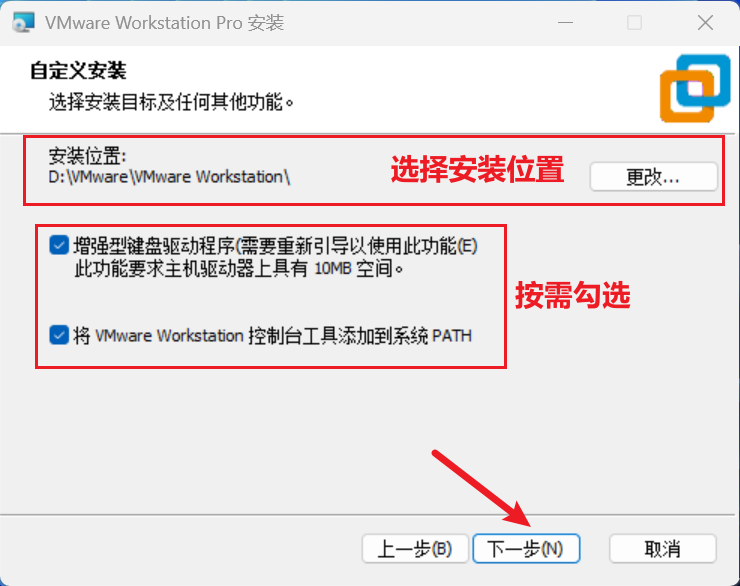 VMware Workstation Pro 安装
自定义安装
选择安装目标及任何其他功能。
安装位置:
D:\VMware\VMware Workstation\
选择安装位置
更改...
增强型键盘驱动程序(需要重新引导以使用此功能(E)
此功能要求主机驱动器上具有 10MB 空间。
按需勾选
将 VMware Workstation 控制台工具添加到系统 PATH
上一步(B)
下一步(N)
取消